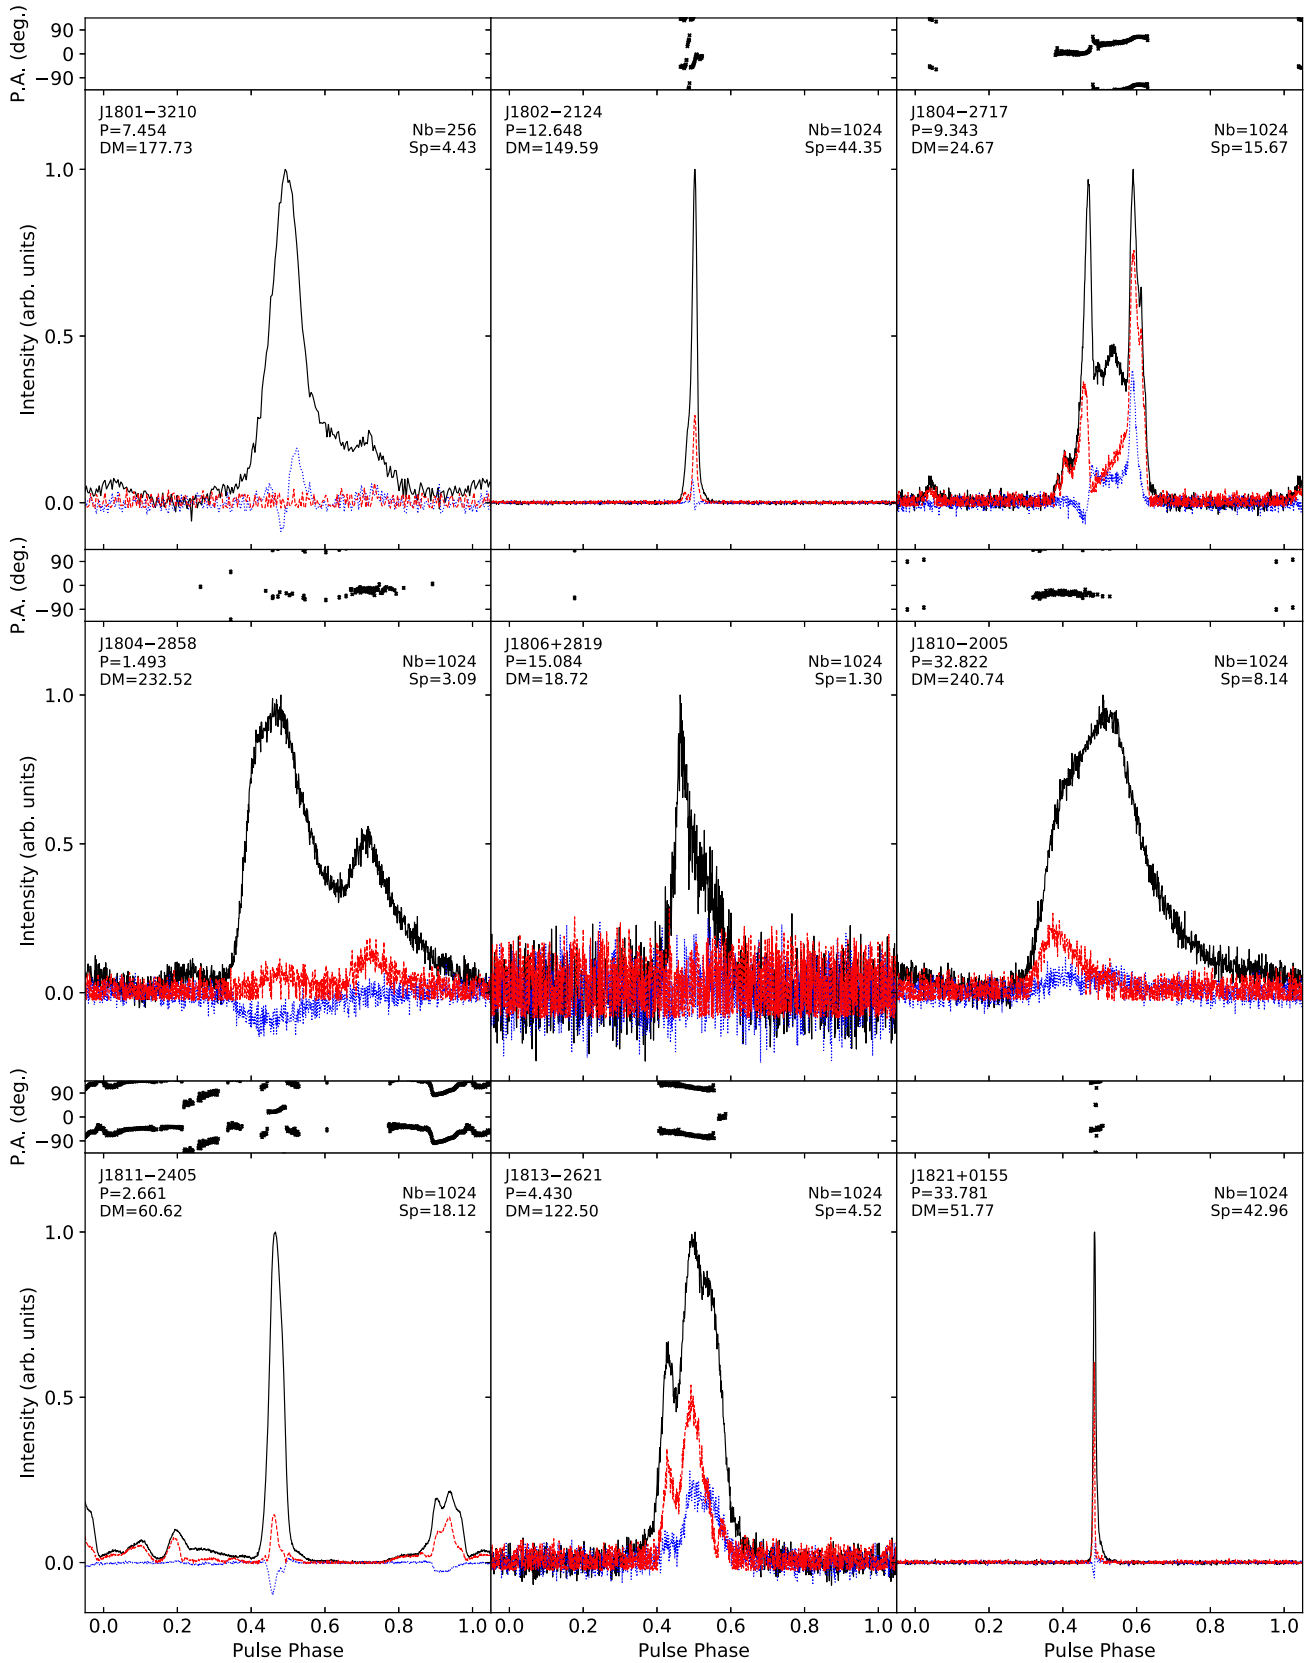 P.A. (deg.)
90
0
−90
J1801−3210
P=7.454
DM=177.73
Nb=256
Sp=4.43
J1802−2124
P=12.648
DM=149.59
Nb=1024
Sp=44.35
J1804−2717
P=9.343
DM=24.67
Nb=1024
Sp=15.67
Intensity (arb. units)
1.0
0.5
0.0
P.A. (deg.)
90
0
−90
J1804−2858
P=1.493
DM=232.52
Nb=1024
Sp=3.09
J1806+2819
P=15.084
DM=18.72
Nb=1024
Sp=1.30
J1810−2005
P=32.822
DM=240.74
Nb=1024
Sp=8.14
Intensity (arb. units)
1.0
0.5
0.0
P.A. (deg.)
90
0
−90
J1811−2405
P=2.661
DM=60.62
Nb=1024
Sp=18.12
J1813−2621
P=4.430
DM=122.50
Nb=1024
Sp=4.52
J1821+0155
P=33.781
DM=51.77
Nb=1024
Sp=42.96
Intensity (arb. units)
1.0
0.5
0.0
0.0 0.2 0.4 0.6 0.8 1.0
0.0 0.2 0.4 0.6 0.8 1.0
0.0 0.2 0.4 0.6 0.8 1.0
Pulse Phase
Pulse Phase
Pulse Phase